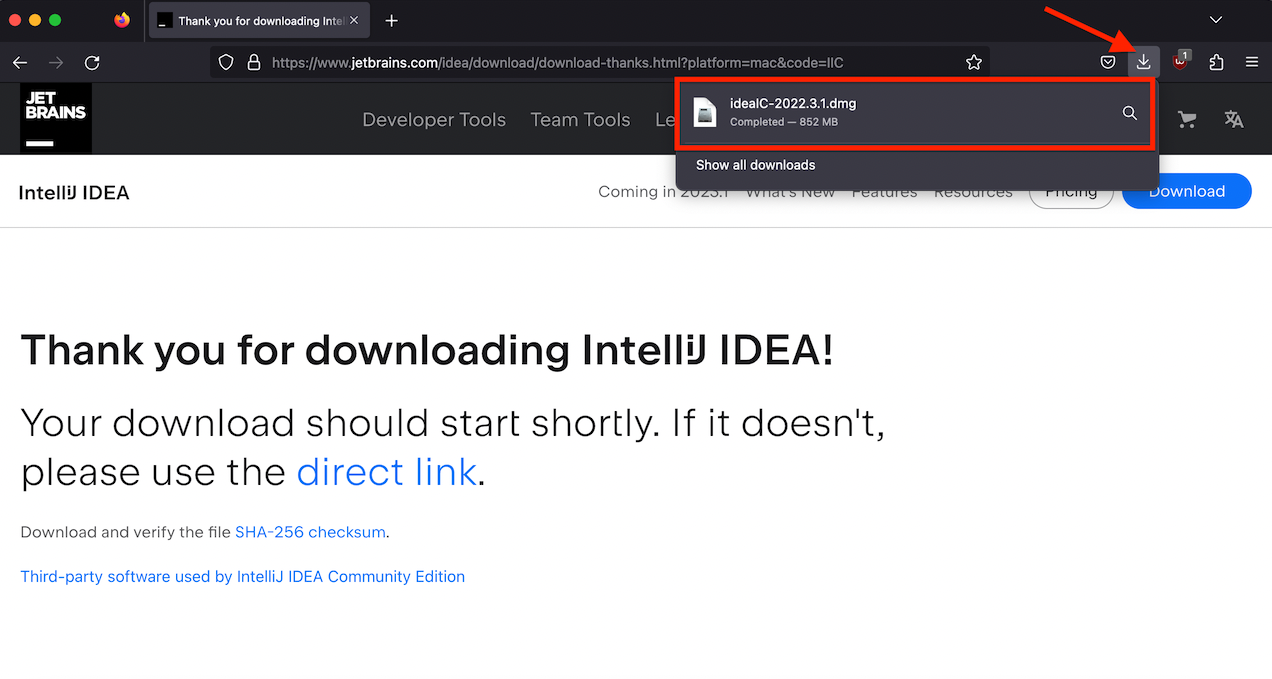 Thank you for downloading Inte
https://www.jetbrains.com/idea/download/download-thanks.html?platform=mac&code=IIC
1
JET
BRAINS
Developer Tools
Team Tools
Le
ideaIC-2022.3.1.dmg
Completed — 852 MB
Show all downloads
IntelliJ IDEA
Coming in 2023.1
What's New
Features
Resources
Pricing
Download
Thank you for downloading IntelliJ IDEA!
Your download should start shortly. If it doesn't,
please use the direct link.
Download and verify the file SHA-256 checksum.
Third-party software used by IntelliJ IDEA Community Edition